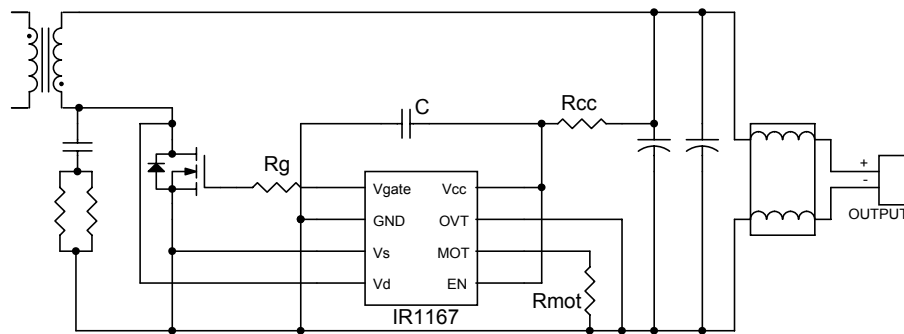 C
Rcc
Rg
Vgate
Vcc
GND
OVT
Vs
MOT
Vd
EN
IR1167
Rmot
+
-
OUTPUT